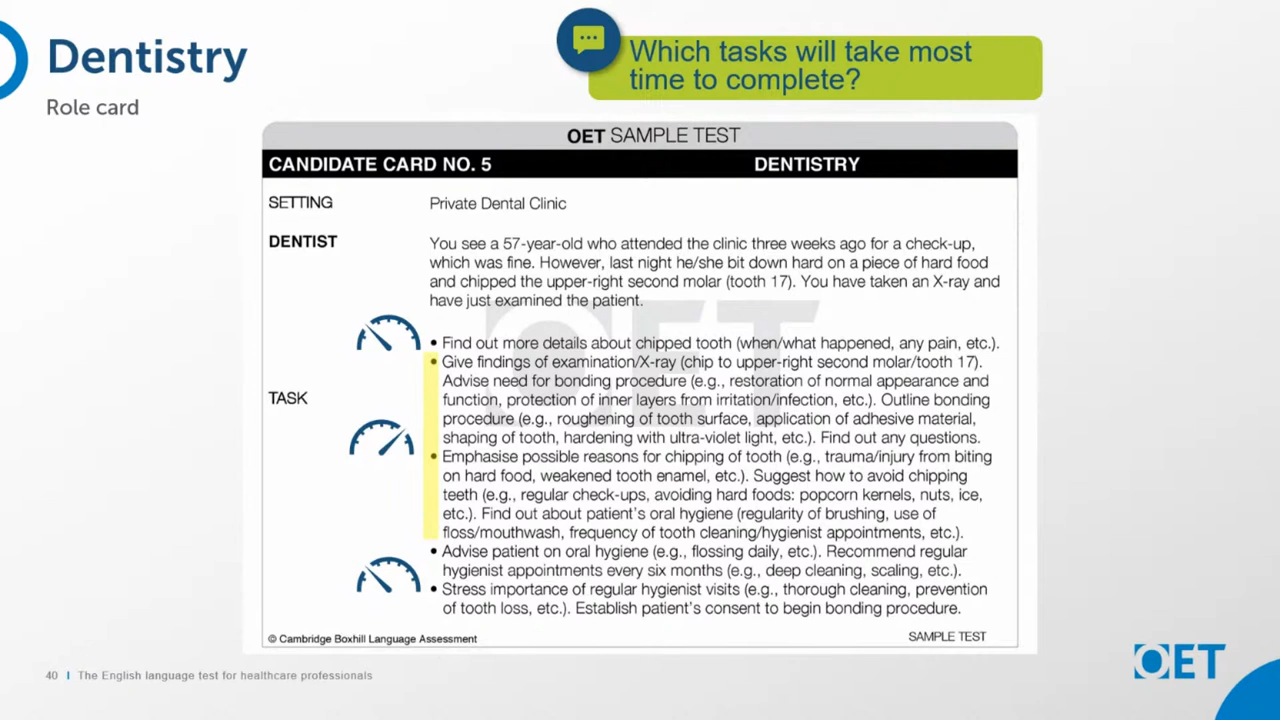 Dentistry
Role card
Which tasks will take most
time to complete?
OET SAMPLE TEST
CANDIDATE CARD NO. 5 DENTISTRY
SETTING Private Dental Clinic
DENTIST You see a 57-year-old who attended the clinic three weeks ago for a check-up,
which was fine. However, last night he/she bit down hard on a piece of hard food
and chipped the upper-right second molar (tooth 17). You have taken an X-ray and
have just examined the patient.
OET
TASK
• Find out more details about chipped tooth (when/what happened, any pain, etc.).
• Give findings of examination/X-ray (chip to upper-right second molar/tooth 17).
Advise need for bonding procedure (e.g., restoration of normal appearance and
function, protection of inner layers from irritation/infection, etc.). Outline bonding
procedure (e.g., roughening of tooth surface, application of adhesive material,
shaping of tooth, hardening with ultra-violet light, etc.). Find out any questions.
• Emphasise possible reasons for chipping of tooth (e.g., trauma/injury from biting
on hard food, weakened tooth enamel, etc.). Suggest how to avoid chipping
teeth (e.g., regular check-ups, avoiding hard foods: popcorn kernels, nuts, ice,
etc.). Find out about patient's oral hygiene (regularity of brushing, use of
floss/mouthwash, frequency of tooth cleaning/hygienist appointments, etc.).
• Advise patient on oral hygiene (e.g., flossing daily, etc.). Recommend regular
hygienist appointments every six months (e.g., deep cleaning, scaling, etc.).
• Stress importance of regular hygienist visits (e.g., thorough cleaning, prevention
of tooth loss, etc.). Establish patient's consent to begin bonding procedure.
© Cambridge Boxhill Language Assessment SAMPLE TEST
40 | The English language test for healthcare professionals
OET